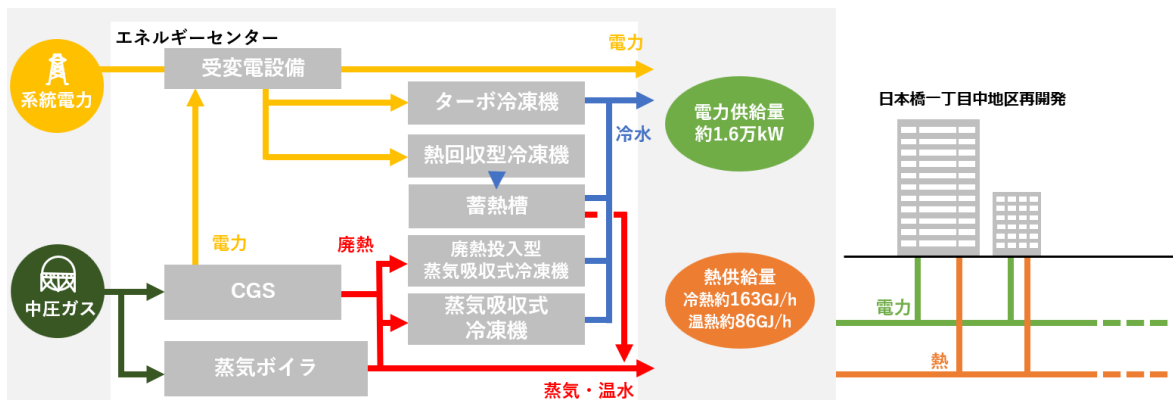 エネルギーセンター
系統電力
受変電設備
電力
ターボ冷凍機
冷水
熱回収型冷凍機
蓄熱槽
電力
廃熱
廃熱投入型
蒸気吸収式冷凍機
中圧ガス
CGS
蒸気吸収式
冷凍機
蒸気ボイラ
蒸気・温水
電力供給量
約1.6万kW
熱供給量
冷熱約163GJ/h
温熱約86GJ/h
日本橋一丁目中地区再開発
電力
熱